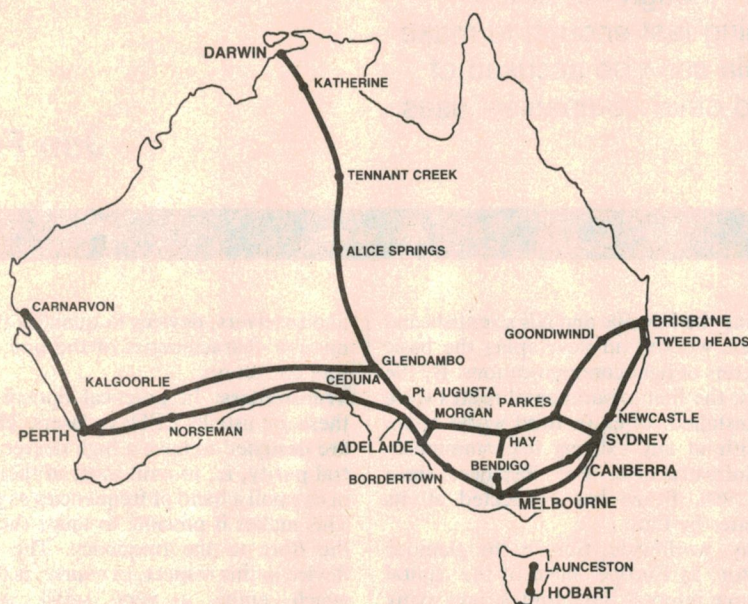 DARWIN
KATHERINE
TENNANT CREEK
ALICE SPRINGS
CARNARVON
BRISBANE
GOONDIWINDI
TWEED HEADS
GLENDAMBO
KALGOORLIE
CEDUNA
Pt. AUGUSTA
MORGAN
PARKES
NEWCASTLE
PERTH
NORSEMAN
HAY
SYDNEY
ADELAIDE
BENDIGO
CANBERRA
BORDERTOWN
MELBOURNE
LAUNCESTON
HOBART